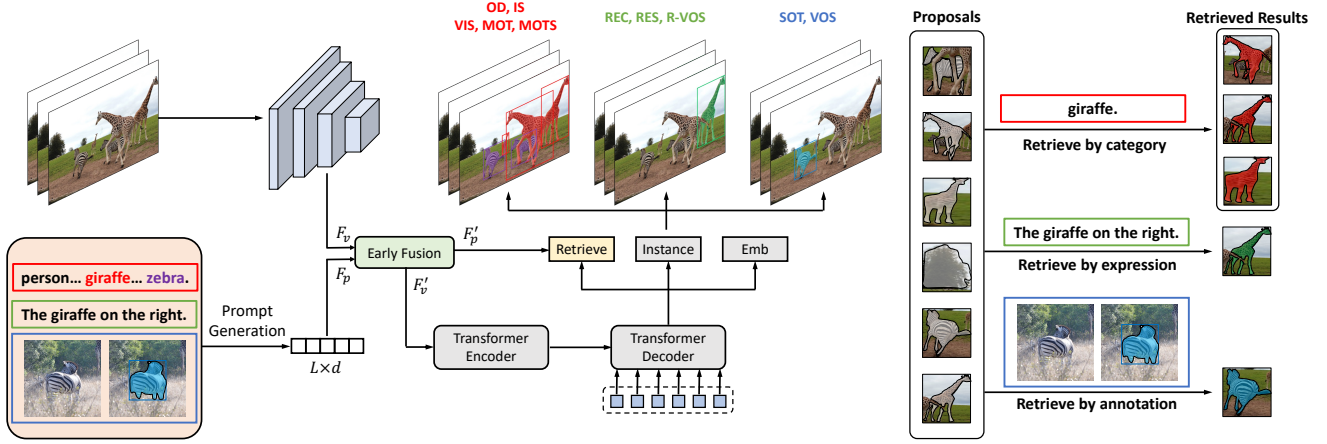 OD, IS
VIS, MOT, MOTS
REC, RES, R-VOS
SOT, VOS
person... giraffe... zebra.
The giraffe on the right.
Prompt
Generation
L×d
F_v
F_p
Early Fusion
F'_p
F'_v
Retrieve
Instance
Emb
Transformer
Encoder
Transformer
Decoder
Proposals
Retrieved Results
giraffe.
Retrieve by category
The giraffe on the right.
Retrieve by expression
Retrieve by annotation